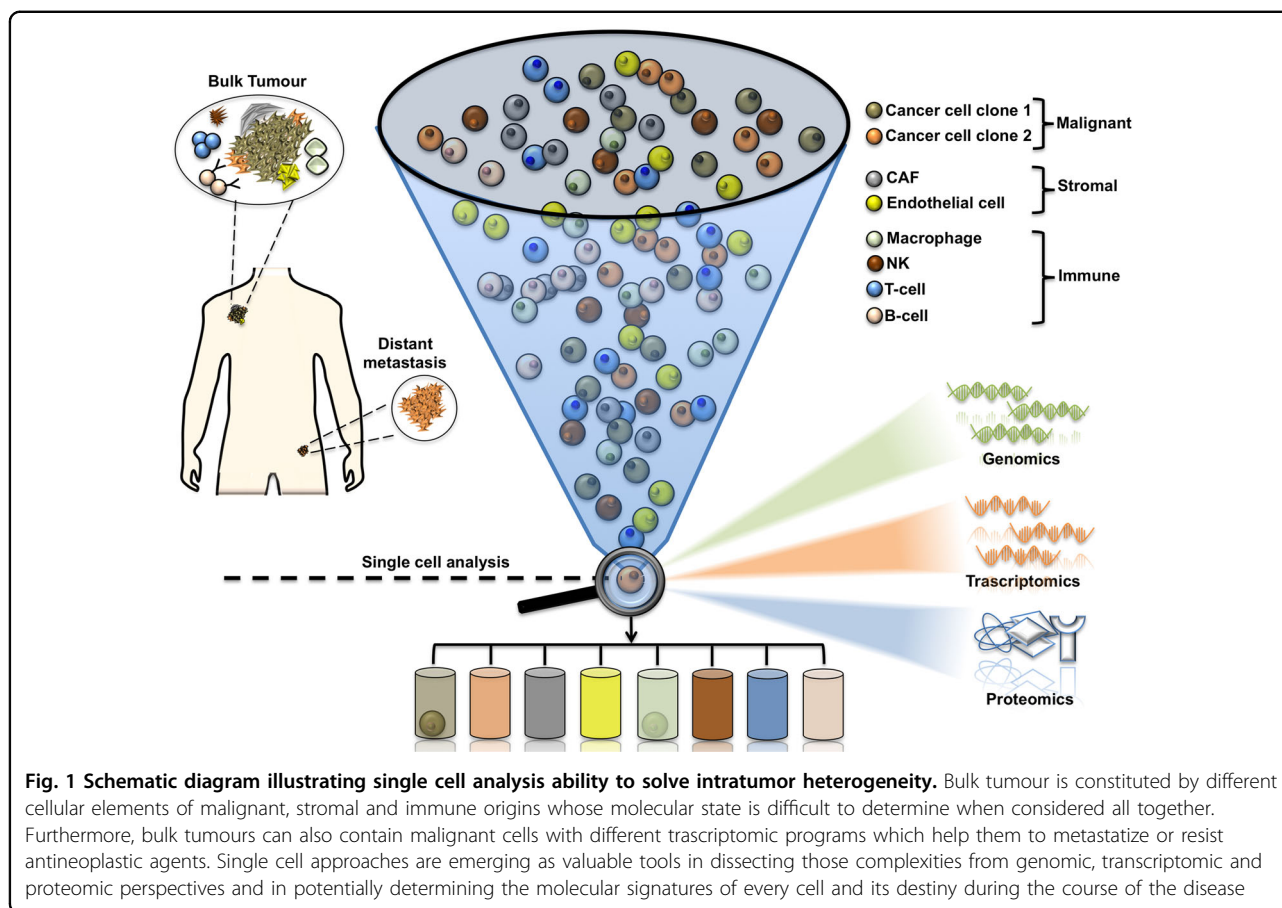 Bulk Tumour
Distant
metastasis
Cancer cell clone 1
Cancer cell clone 2
Malignant
CAF
Endothelial cell
Stromal
Macrophage
NK
T-cell
B-cell
Immune
Genomics
Trascriptomics
Proteomics
Single cell analysis
Fig. 1 Schematic diagram illustrating single cell analysis ability to solve intratumor heterogeneity. Bulk tumour is constituted by different
cellular elements of malignant, stromal and immune origins whose molecular state is difficult to determine when considered all together.
Furthermore, bulk tumours can also contain malignant cells with different trascriptomic programs which help them to metastatize or resist
antineoplastic agents. Single cell approaches are emerging as valuable tools in dissecting those complexities from genomic, transcriptomic and
proteomic perspectives and in potentially determining the molecular signatures of every cell and its destiny during the course of the disease